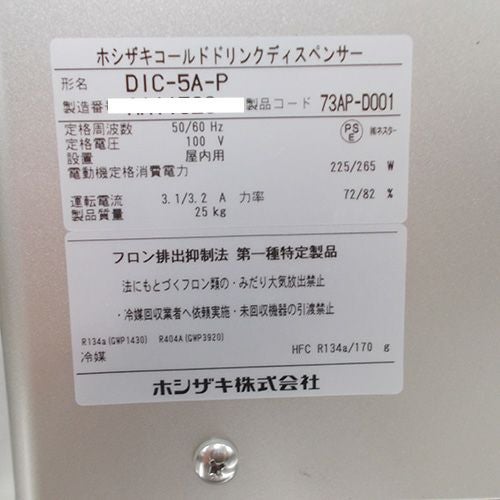 ホシザキコールドドリンクディスペンサー
形名 DIC-5A-P
製造番 製品コード 73AP-D001
定格周波数 50/60 Hz PSE ㈱ネスター
定格電圧 100 V
設置 屋内用
電動機定格消費電力 225/265 W
運転電流 3.1/3.2 A 力率 72/82 %
製品質量 25 kg
フロン排出抑制法 第一種特定製品
法にもとづくフロン類の・みだり大気放出禁止
・冷媒回収業者へ依頼実施・未回収機器の引渡禁止
R134a(GWP1430) R404A(GWP3920)
冷媒 HFC R134a/170 g
ホシザキ株式会社